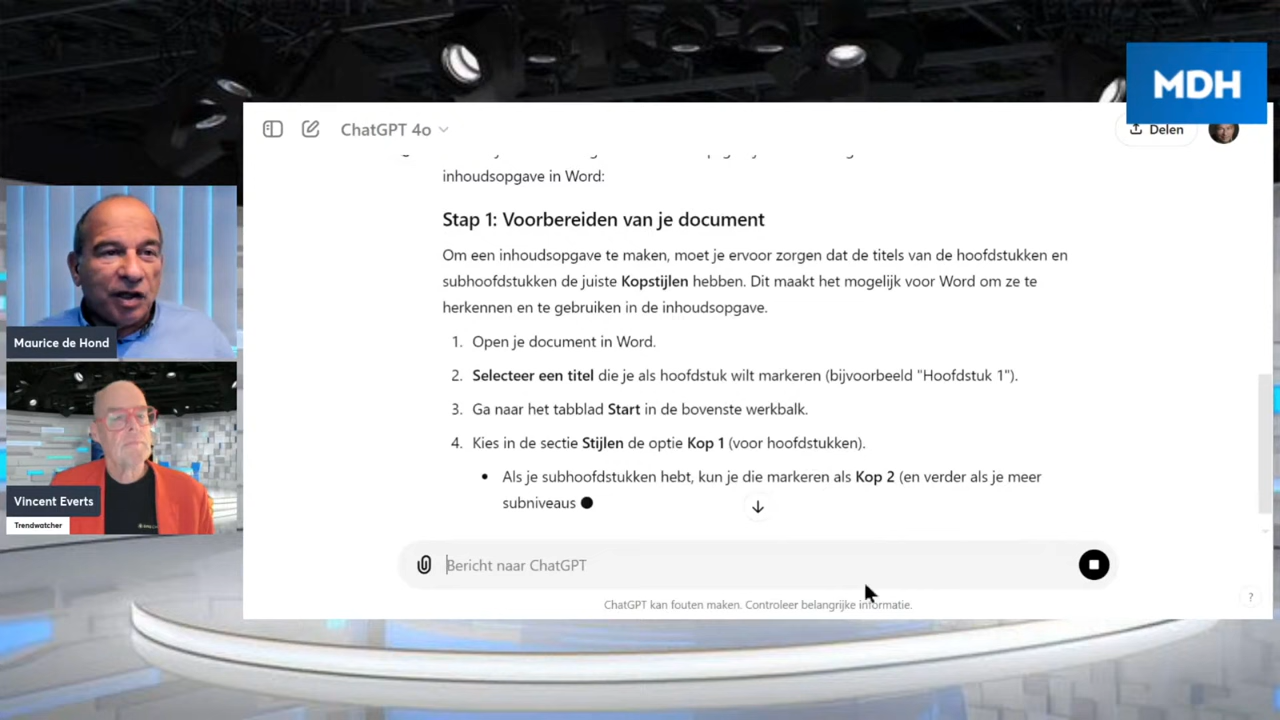 MDH
ChatGPT 4o
Delen
inhoudsopgave in Word:
Stap 1: Voorbereiden van je document
Om een inhoudsopgave te maken, moet je ervoor zorgen dat de titels van de hoofdstukken en
subhoofdstukken de juiste Kopstijlen hebben. Dit maakt het mogelijk voor Word om ze te
herkennen en te gebruiken in de inhoudsopgave.
1. Open je document in Word.
2. Selecteer een titel die je als hoofdstuk wilt markeren (bijvoorbeeld "Hoofdstuk 1").
3. Ga naar het tabblad Start in de bovenste werkbalk.
4. Kies in de sectie Stijlen de optie Kop 1 (voor hoofdstukken).
• Als je subhoofdstukken hebt, kun je die markeren als Kop 2 (en verder als je meer
subniveaus
Bericht naar ChatGPT
ChatGPT kan fouten maken. Controleer belangrijke informatie.
?
Maurice de Hond
Vincent Everts
Trendwatcher